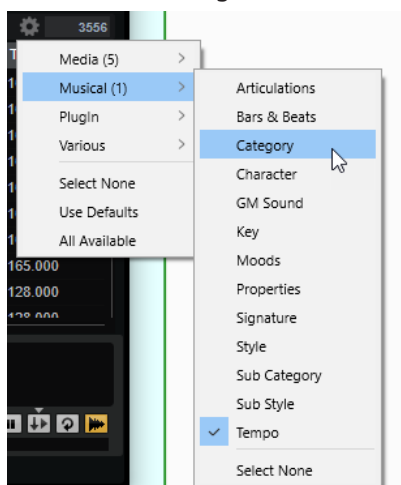 3556
Media (5)
Musical (1)
PlugIn
Various
Select None
Use Defaults
All Available
165.000
128.000
Articulations
Bars & Beats
Category
Character
GM Sound
Key
Moods
Properties
Signature
Style
Sub Category
Sub Style
Tempo
Select None